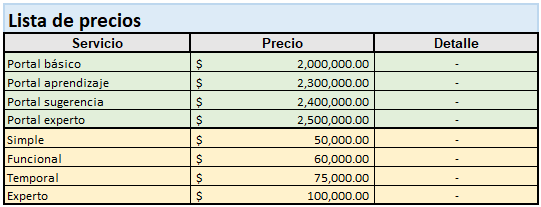 Lista de precios
Servicio Precio Detalle
Portal básico $ 2,000,000.00 -
Portal aprendizaje $ 2,300,000.00 -
Portal sugerencia $ 2,400,000.00 -
Portal experto $ 2,500,000.00 -
Simple $ 50,000.00 -
Funcional $ 60,000.00 -
Temporal $ 75,000.00 -
Experto $ 100,000.00 -